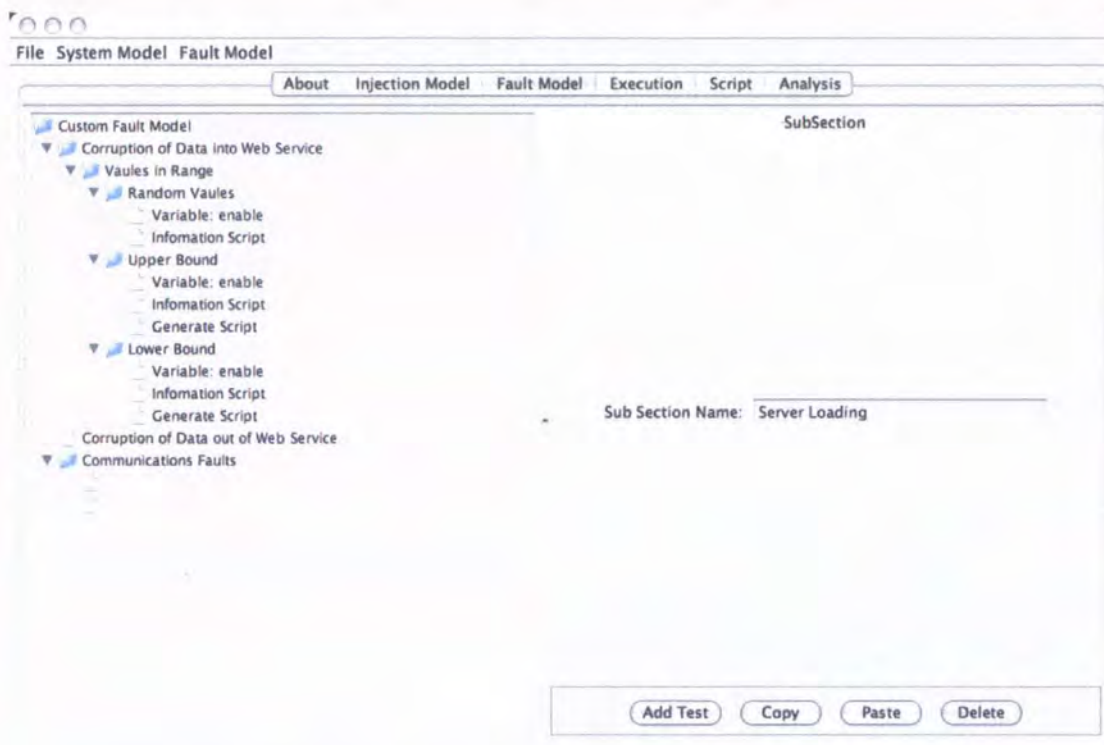 File System Model Fault Model
About Injection Model Fault Model Execution Script Analysis
Custom Fault Model
Corruption of Data into Web Service
Vaules in Range
Random Vaules
Variable: enable
Infomation Script
Upper Bound
Variable: enable
Infomation Script
Generate Script
Lower Bound
Variable: enable
Infomation Script
Generate Script
Corruption of Data out of Web Service
Communications Faults
SubSection
Sub Section Name: Server Loading
Add Test Copy Paste Delete